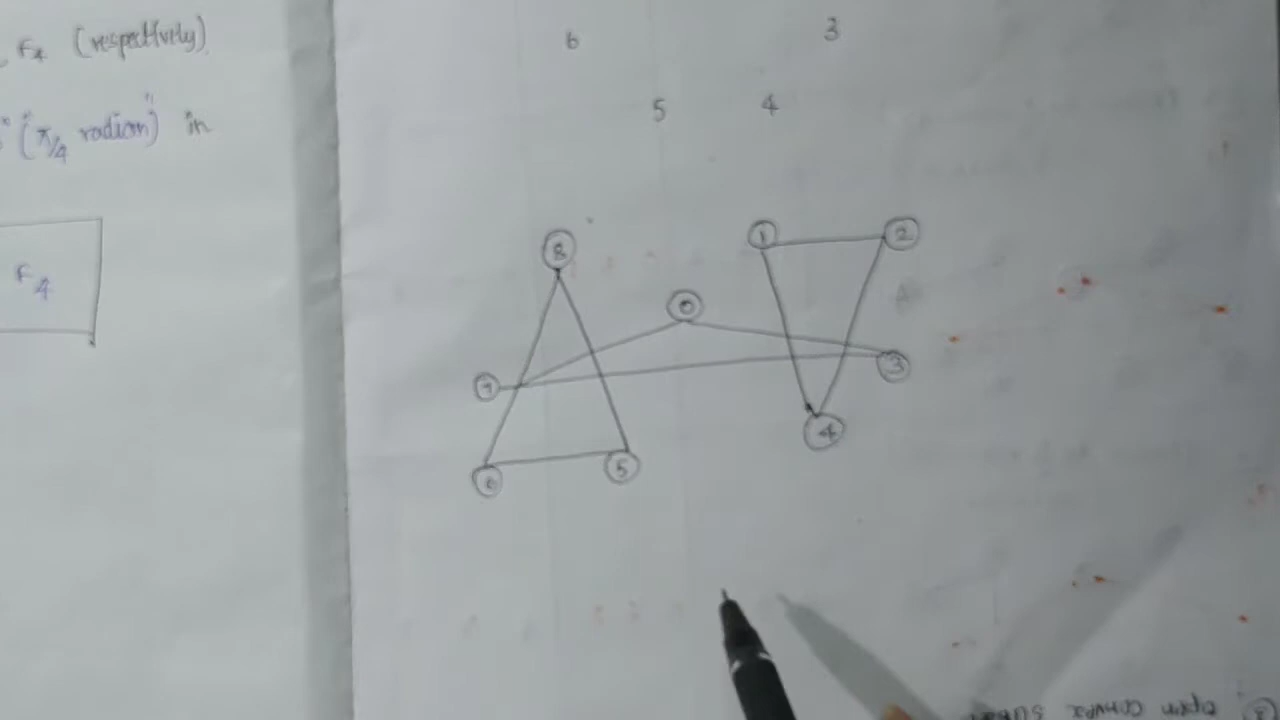 F₄ (respectively)
(π/4 radian") in
F₄
6 3
5 4
8 1 2
0
7 3
4
6 5